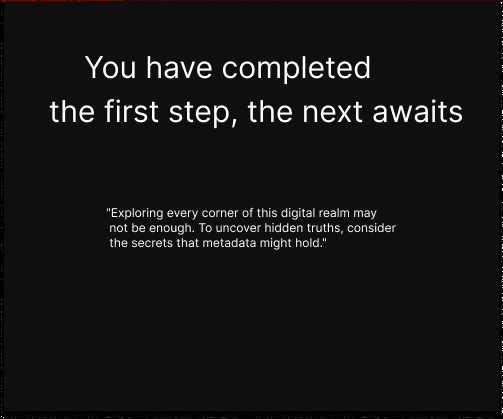 You have completed
the first step, the next awaits
"Exploring every corner of this digital realm may
not be enough. To uncover hidden truths, consider
the secrets that metadata might hold."